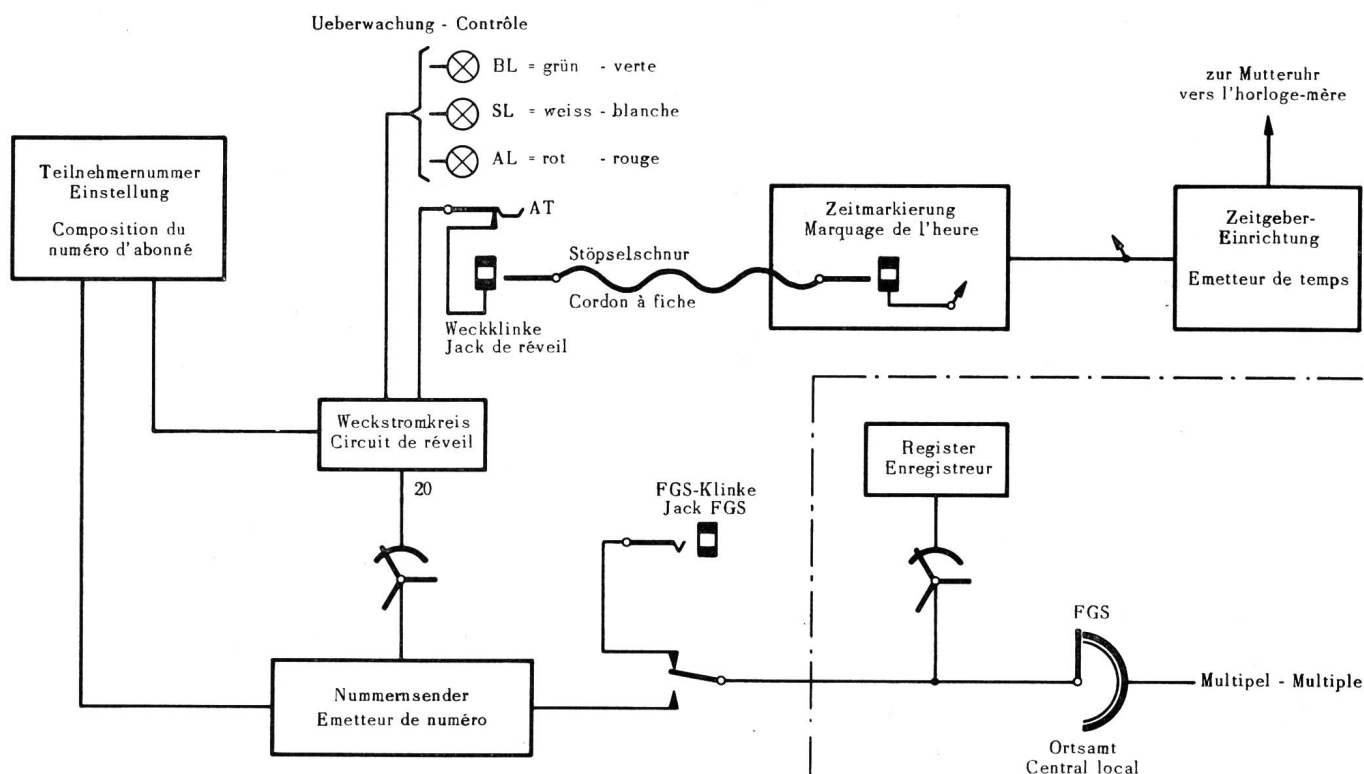 Ueberwachung - Contrôle
BL = grün - verte
SL = weiss - blanche
AL = rot - rouge
AT
zur Mutteruhr
vers l'horloge-mère
Teilnehmernummer
Einstellung
Composition du
numéro d'abonné
Zeitmarkierung
Marquage de l'heure
Zeitgeber-
Einrichtung
Emetteur de temps
Stöpselschnur
Cordon à fiche
Weckklinke
Jack de réveil
Weckstromkreis
Circuit de réveil
20
Register
Enregistreur
FGS-Klinke
Jack FGS
FGS
Nummernsender
Emetteur de numéro
Multipel - Multiple
Ortsamt
Central local